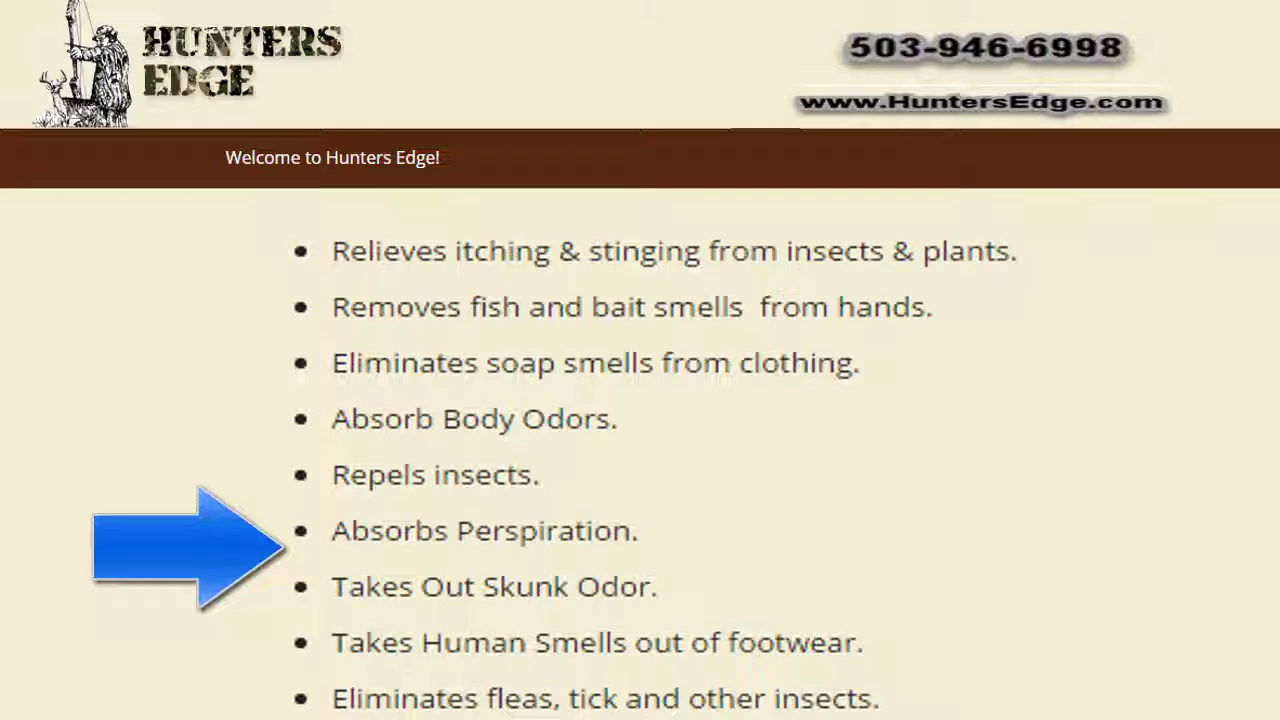 HUNTERS
EDGE
503-946-6998
www.HuntersEdge.com
Welcome to Hunters Edge!
• Relieves itching & stinging from insects & plants.
• Removes fish and bait smells from hands.
• Eliminates soap smells from clothing.
• Absorb Body Odors.
• Repels insects.
• Absorbs Perspiration.
• Takes Out Skunk Odor.
• Takes Human Smells out of footwear.
• Eliminates fleas, tick and other insects.